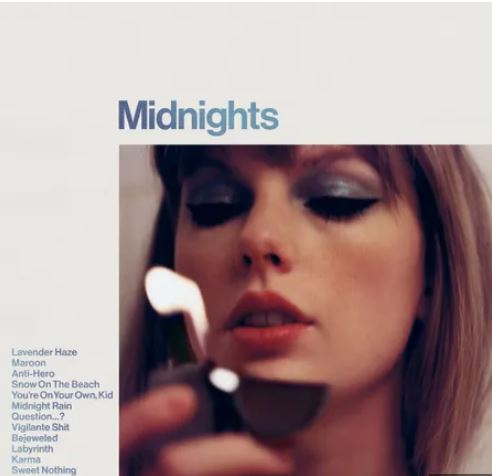 Midnights
Lavender Haze
Maroon
Anti-Hero
Snow On The Beach
You're On Your Own, Kid
Midnight Rain
Question...?
Vigilante Shit
Bejeweled
Labyrinth
Karma
Sweet Nothing